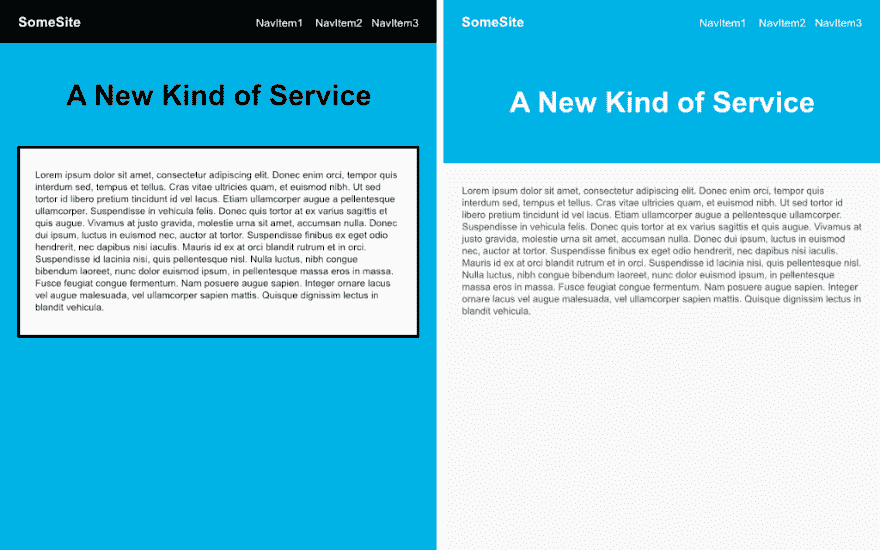 SomeSite NavItem1 NavItem2 NavItem3
A New Kind of Service
Lorem ipsum dolor sit amet, consectetur adipiscing elit. Donec enim orci, tempor quis
interdum sed, tempus et tellus. Cras vitae ultricies quam, et euismod nibh. Ut sed
tortor id libero pretium tincidunt id vel lacus. Etiam ullamcorper augue a pellentesque
ullamcorper. Suspendisse in vehicula felis. Donec quis tortor at ex varius sagittis et
quis augue. Vivamus at justo gravida, molestie urna sit amet, accumsan nulla. Donec
dui ipsum, luctus in euismod nec, auctor at tortor. Suspendisse finibus ex eget odio
hendrerit, nec dapibus nisi iaculis. Mauris id ex at orci blandit rutrum et in orci.
Suspendisse id lacinia nisi, quis pellentesque nisl. Nulla luctus, nibh congue
bibendum laoreet, nunc dolor euismod ipsum, in pellentesque massa eros in massa.
Fusce feugiat congue fermentum. Nam posuere augue sapien. Integer ornare lacus
vel augue malesuada, vel ullamcorper sapien mattis. Quisque dignissim lectus in
blandit vehicula.
SomeSite NavItem1 NavItem2 NavItem3
A New Kind of Service
Lorem ipsum dolor sit amet, consectetur adipiscing elit. Donec enim orci, tempor quis
interdum sed, tempus et tellus. Cras vitae ultricies quam, et euismod nibh. Ut sed tortor id
libero pretium tincidunt id vel lacus. Etiam ullamcorper augue a pellentesque ullamcorper.
Suspendisse in vehicula felis. Donec quis tortor at ex varius sagittis et quis augue. Vivamus at
justo gravida, molestie urna sit amet, accumsan nulla. Donec dui ipsum, luctus in euismod
nec, auctor at tortor. Suspendisse finibus ex eget odio hendrerit, nec dapibus nisi iaculis.
Mauris id ex at orci blandit rutrum et in orci. Suspendisse id lacinia nisi, quis pellentesque nisl.
Nulla luctus, nibh congue bibendum laoreet, nunc dolor euismod ipsum, in pellentesque
massa eros in massa. Fusce feugiat congue fermentum. Nam posuere augue sapien. Integer
ornare lacus vel augue malesuada, vel ullamcorper sapien mattis. Quisque dignissim lectus in
blandit vehicula.